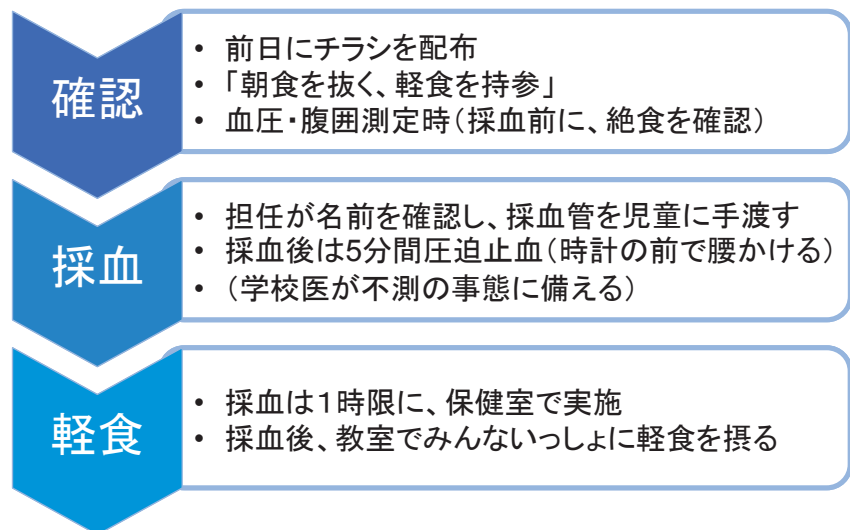 確認
• 前日にチラシを配布
• 「朝食を抜く、軽食を持参」
• 血圧・腹囲測定時（採血前に、絶食を確認）
採血
• 担任が名前を確認し、採血管を児童に手渡す
• 採血後は5分間圧迫止血（時計の前で腰かける）
• （学校医が不測の事態に備える）
軽食
• 採血は１時限に、保健室で実施
• 採血後、教室でみんないっしょに軽食を摂る